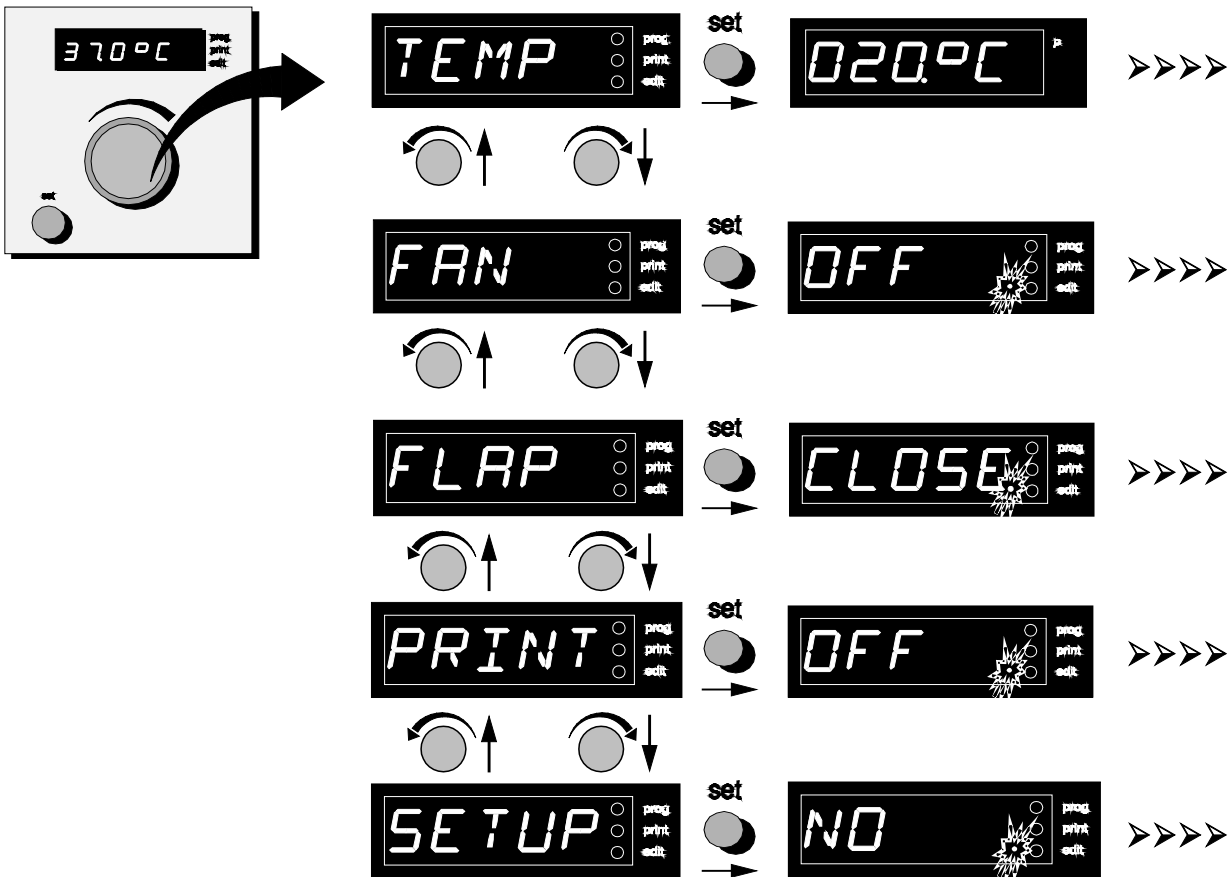 37.0°C
prog
print
edit
set
TEMP
prog
print
edit
set
020.°C
p
FAN
prog
print
edit
set
OFF
prog
print
edit
FLAP
prog
print
edit
set
CLOSE
prog
print
edit
PRINT
prog
print
edit
set
OFF
prog
print
edit
SETUP
prog
print
edit
set
NO
prog
print
edit